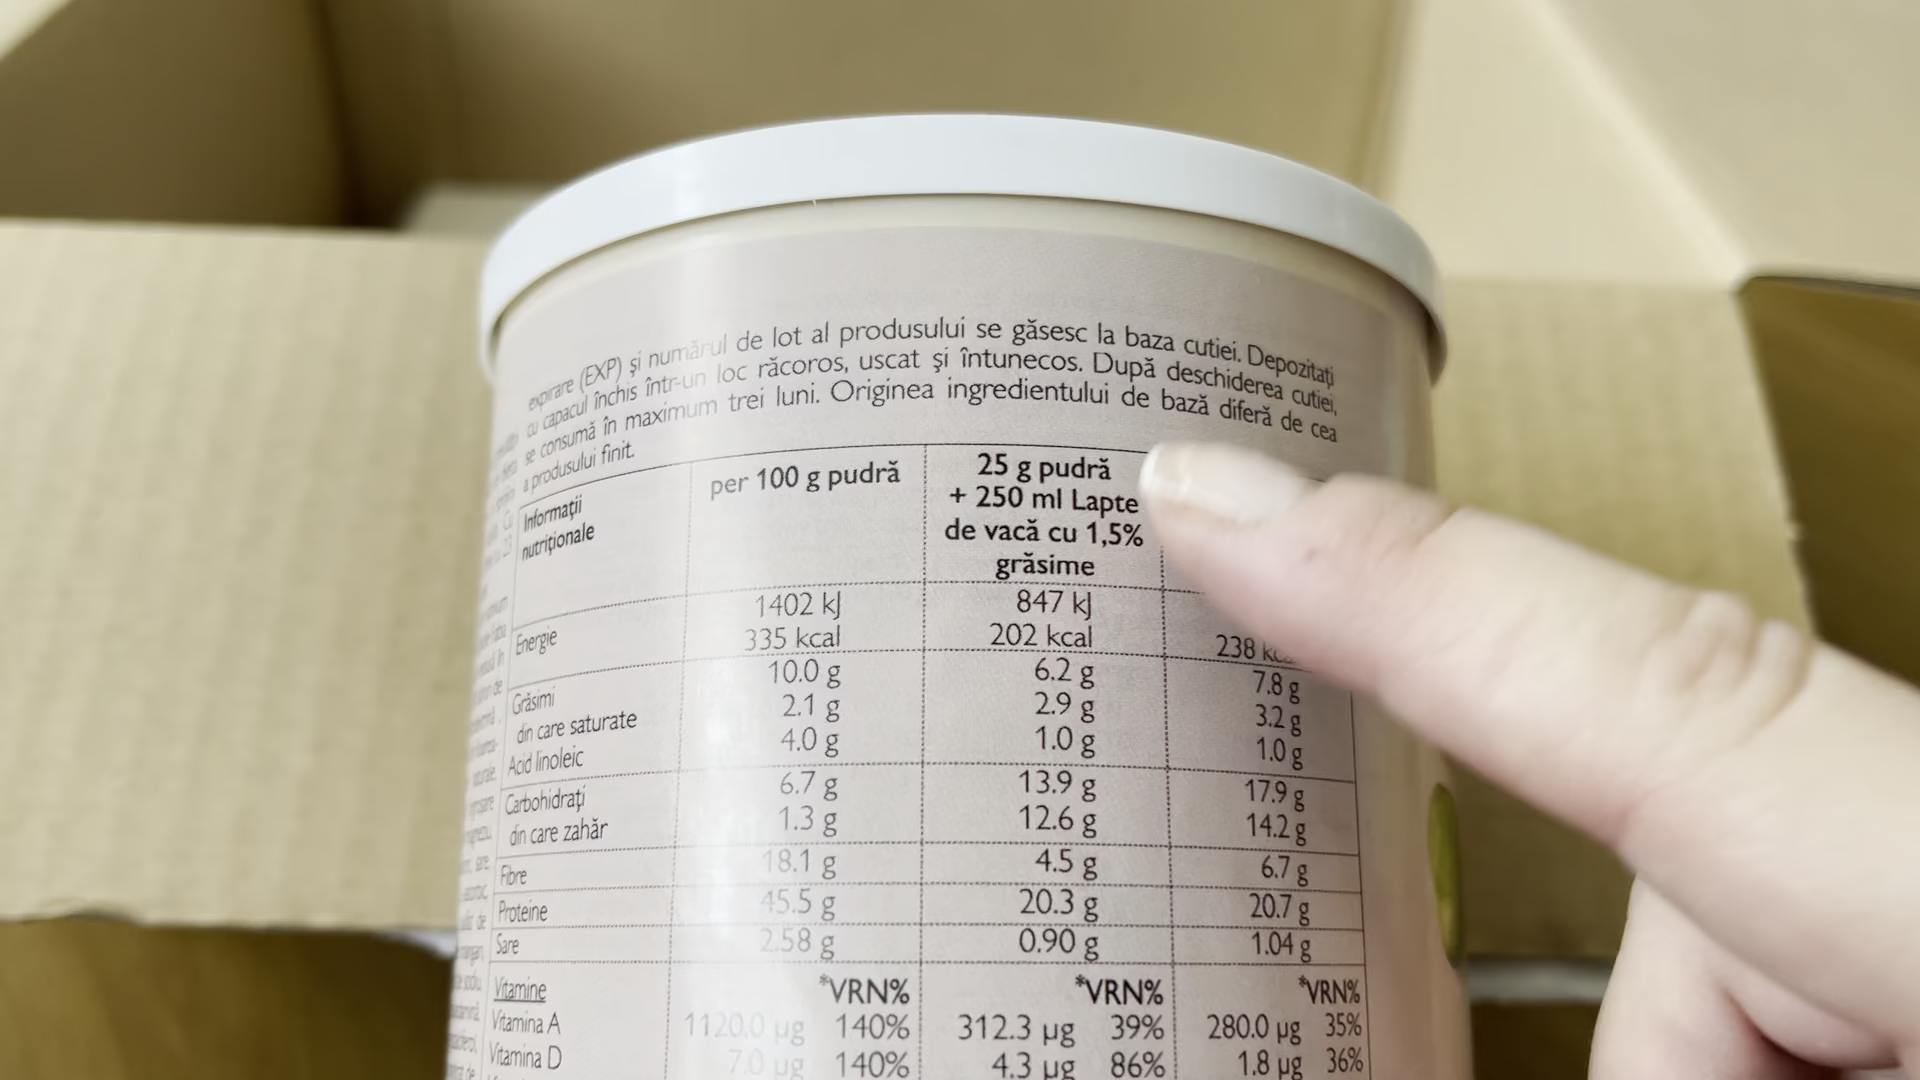 expirare (EXP) și numărul de lot al produsului se găsesc la baza cutiei. Depozitați
cu capacul închis într-un loc răcoros, uscat și întunecos. După deschiderea cutiei,
se consumă în maximum trei luni. Originea ingredientului de bază diferă de cea
a produsului finit.
Informații nutriționale
per 100 g pudră
25 g pudră
+ 250 ml Lapte
de vacă cu 1,5%
grăsime
1402 kJ 847 kJ
Energie 335 kcal 202 kcal 238
Grăsimi 10.0 g 6.2 g 7.8 g
din care saturate 2.1 g 2.9 g 3.2 g
Acid linoleic 4.0 g 1.0 g 1.0 g
Carbohidrați 6.7 g 13.9 g 17.9 g
din care zahăr 1.3 g 12.6 g 14.2 g
Fibre 18.1 g 4.5 g 6.7 g
Proteine 45.5 g 20.3 g 20.7 g
Sare 2.58 g 0.90 g 1.04 g
Vitamine *VRN% *VRN% *VRN%
Vitamina A 1120.0 µg 140% 312.3 µg 39% 280.0 µg 35%
Vitamina D 7.0 µg 140% 4.3 µg 86% 1.8 µg 36%